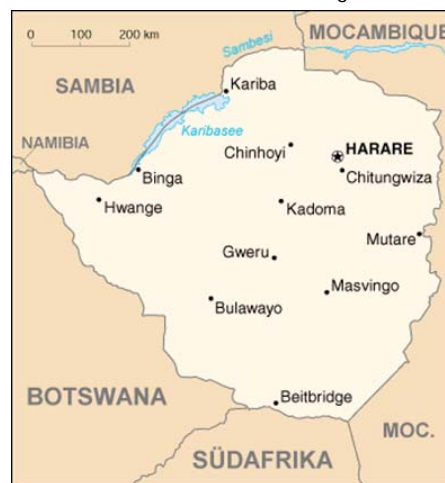 0 100 200 km
MOCAMBIQUE
Sambesi
SAMBIA
Kariba
Karibasee
NAMIBIA
Chinhoyi
HARARE
Binga
Chitungwiza
Hwange
Kadoma
Mutare
Gweru
Masvingo
Bulawayo
BOTSWANA
Beitbridge
MOC.
SÜDAFRIKA